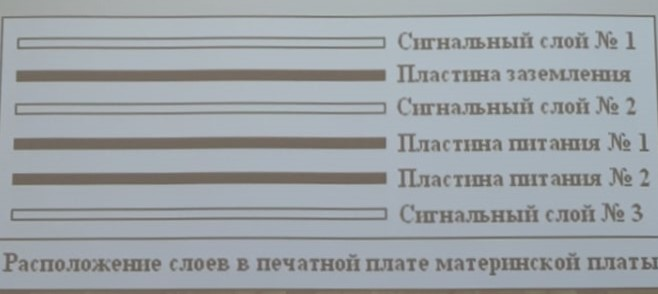 Сигнальный слой № 1
Пластина заземления
Сигнальный слой № 2
Пластина питания № 1
Пластина питания № 2
Сигнальный слой № 3
Расположение слоев в печатной плате материнской платы